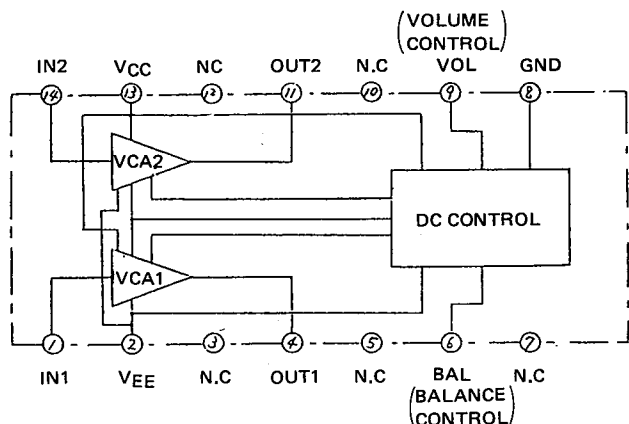 (VOLUME
CONTROL)
IN2 VCC NC OUT2 N.C VOL GND
14 13 12 11 10 9 8
VCA2
DC CONTROL
VCA1
1 2 3 4 5 6 7
IN1 VEE N.C OUT1 N.C BAL N.C
(BALANCE
CONTROL)